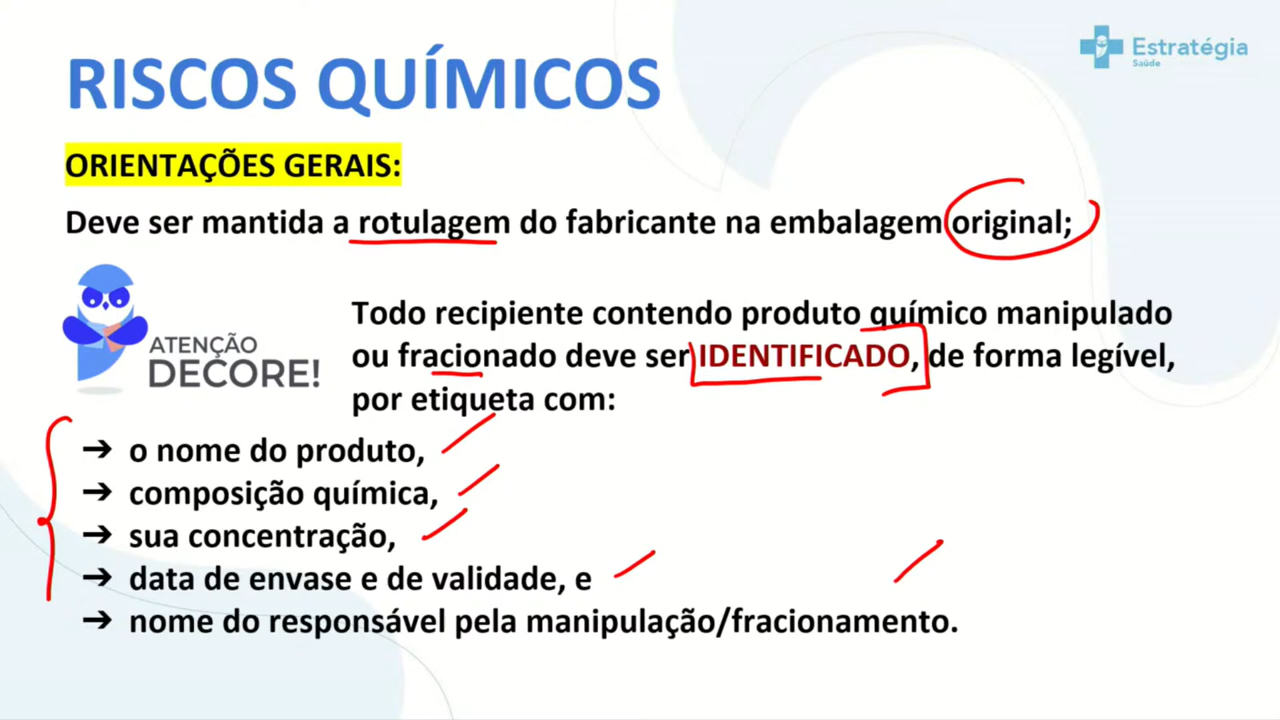 Estratégia
Saúde
RISCOS QUÍMICOS
ORIENTAÇÕES GERAIS:
Deve ser mantida a rotulagem do fabricante na embalagem original;
ATENÇÃO
DECORE!
Todo recipiente contendo produto químico manipulado
ou fracionado deve ser IDENTIFICADO, de forma legível,
por etiqueta com:
➔ o nome do produto,
➔ composição química,
➔ sua concentração,
➔ data de envase e de validade, e
➔ nome do responsável pela manipulação/fracionamento.